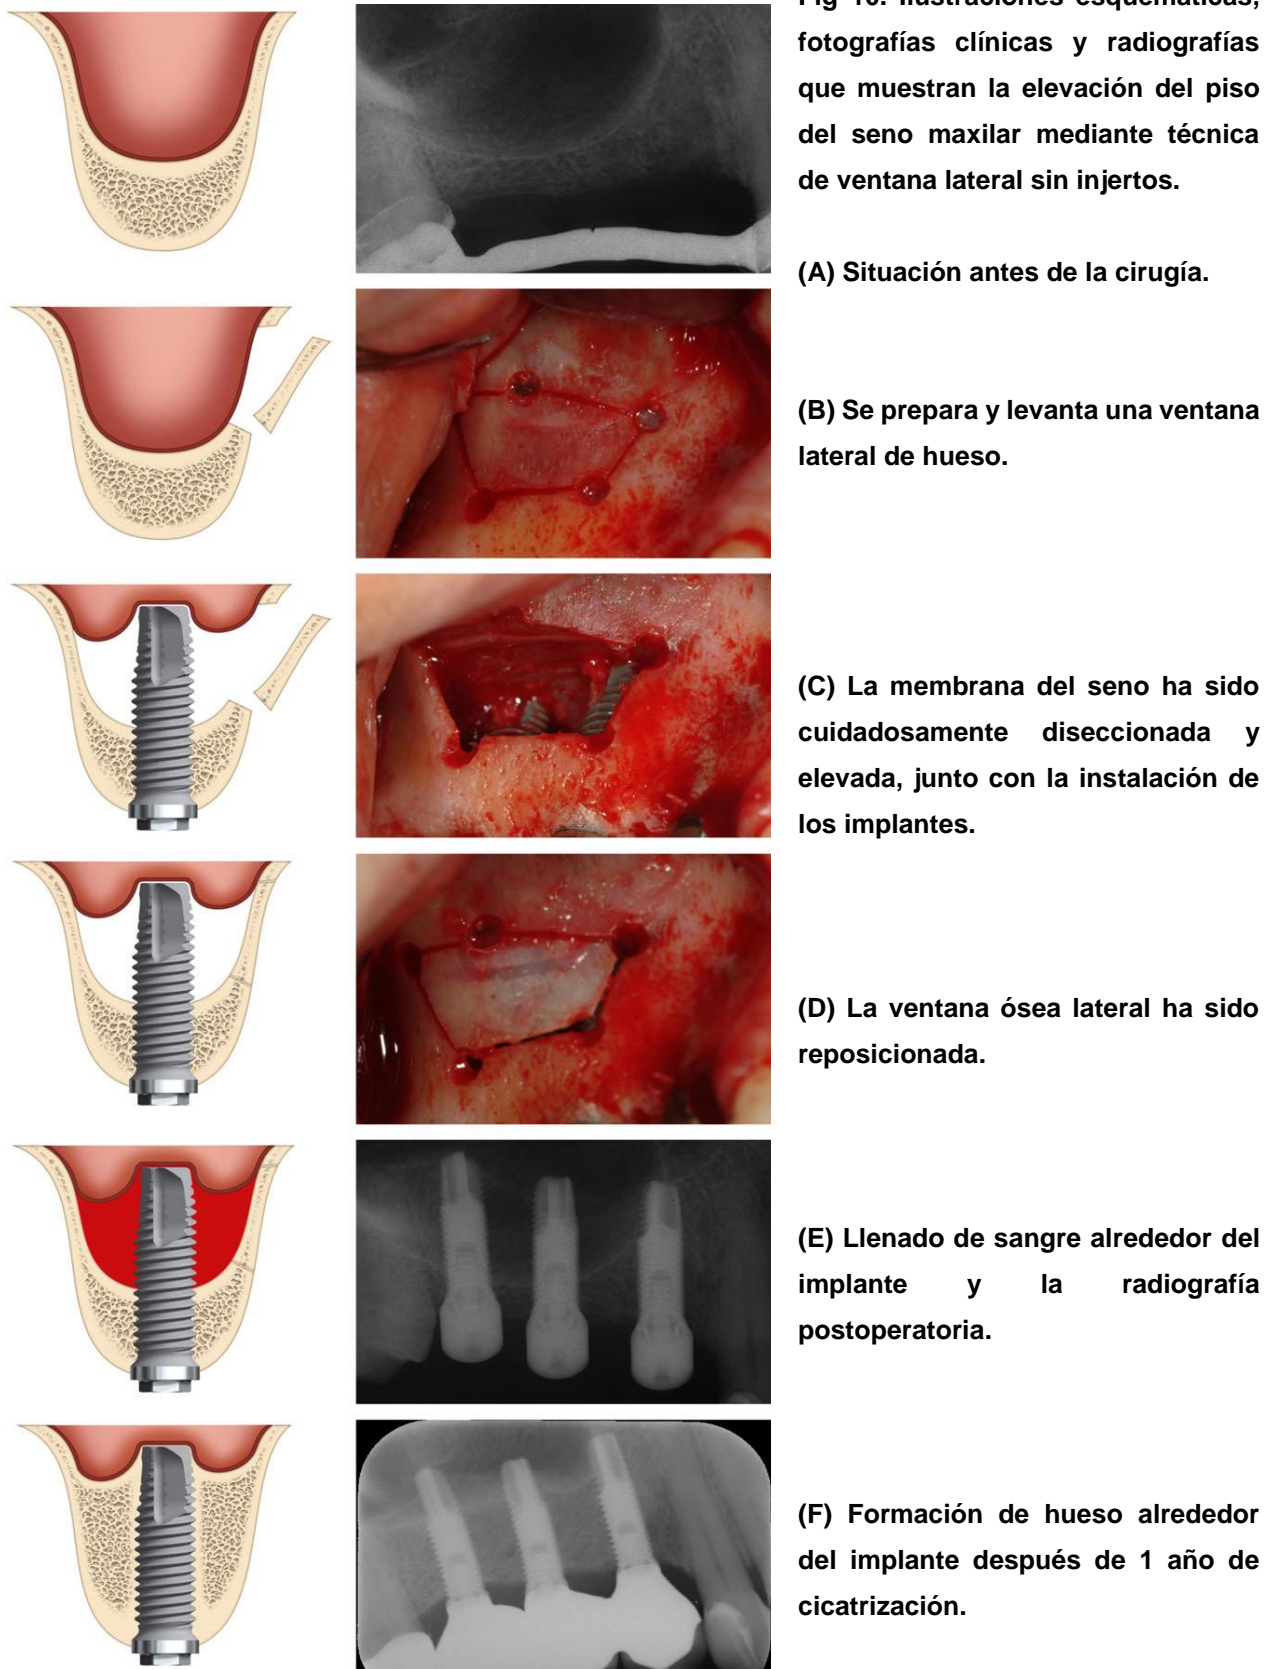 Fig 10. Ilustraciones esquemáticas,
fotografías clínicas y radiografías
que muestran la elevación del piso
del seno maxilar mediante técnica
de ventana lateral sin injertos.
(A) Situación antes de la cirugía.
(B) Se prepara y levanta una ventana
lateral de hueso.
(C) La membrana del seno ha sido
cuidadosamente diseccionada y
elevada, junto con la instalación de
los implantes.
(D) La ventana ósea lateral ha sido
reposicionada.
(E) Llenado de sangre alrededor del
implante y la radiografía
postoperatoria.
(F) Formación de hueso alrededor
del implante después de 1 año de
cicatrización.